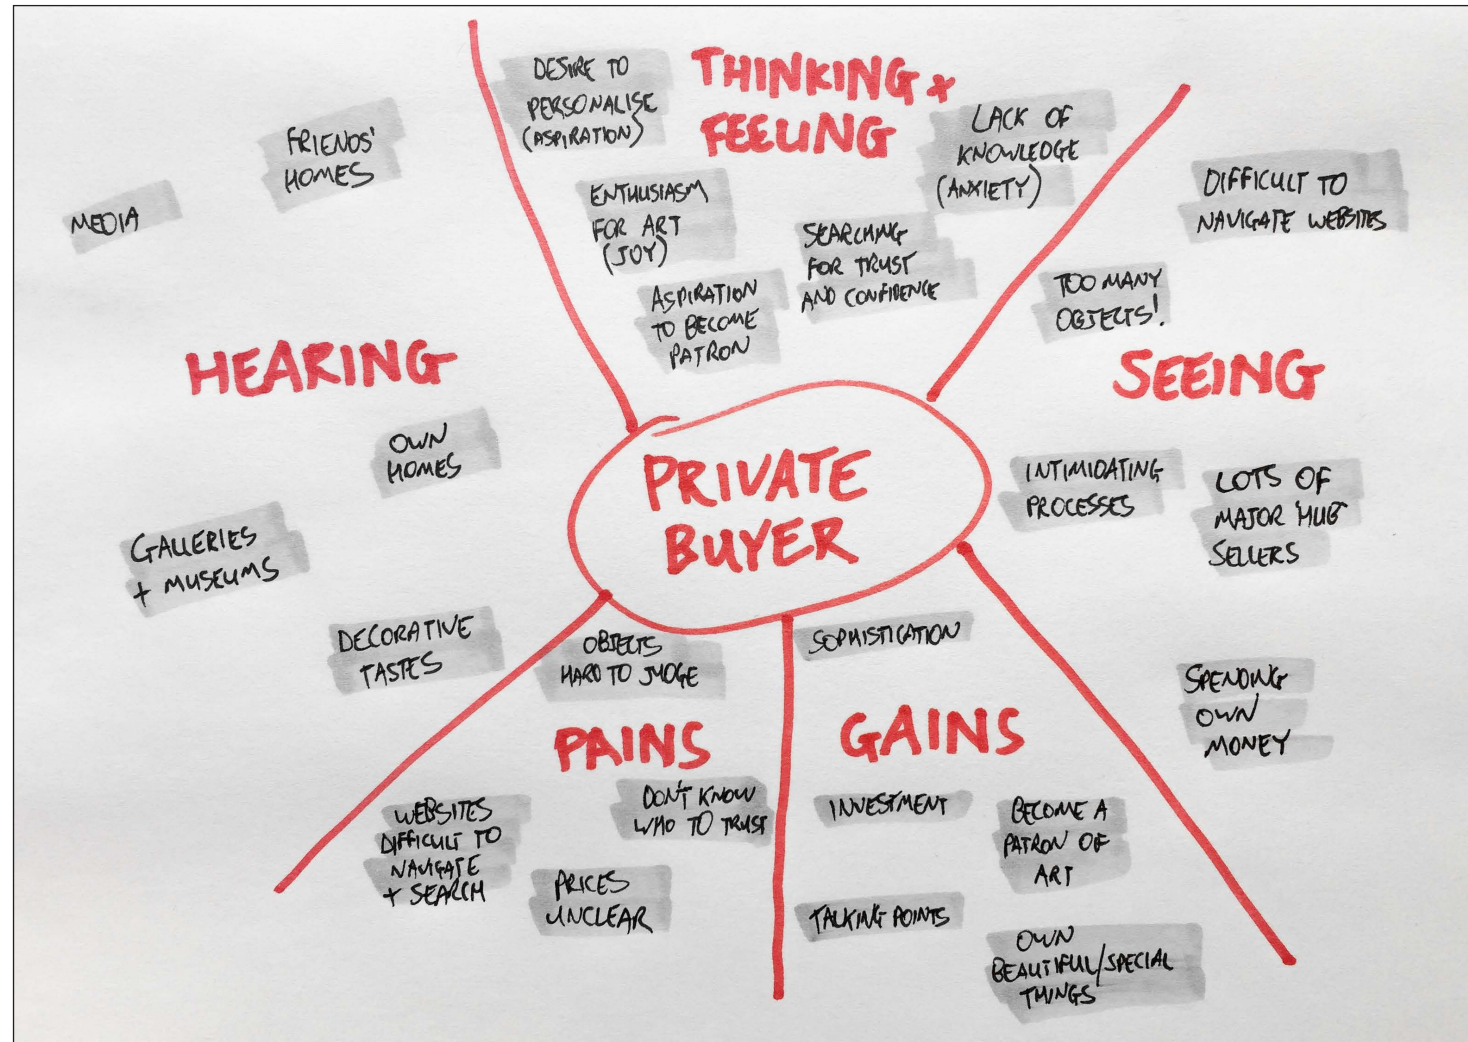 THINKING +
FEELING
DESIRE TO
PERSONALISE
(ASPIRATION)
ENTHUSIASM
FOR ART
(JOY)
ASPIRATION
TO BECOME
PATRON
SEARCHING
FOR TRUST
AND CONFIDENCE
LACK OF
KNOWLEDGE
(ANXIETY)
HEARING
MEDIA
FRIENDS'
HOMES
OWN
HOMES
GALLERIES
+ MUSEUMS
DECORATIVE
TASTES
SEEING
DIFFICULT TO
NAVIGATE WEBSITES
TOO MANY
OBJECTS!
INTIMIDATING
PROCESSES
LOTS OF
MAJOR 'HUB'
SELLERS
SPENDING
OWN
MONEY
PRIVATE
BUYER
PAINS
OBJECTS
HARD TO JUDGE
WEBSITES
DIFFICULT TO
NAVIGATE
+ SEARCH
DON'T KNOW
WHO TO TRUST
PRICES
UNCLEAR
GAINS
SOPHISTICATION
INVESTMENT
BECOME A
PATRON OF
ART
TALKING POINTS
OWN
BEAUTIFUL/SPECIAL
THINGS